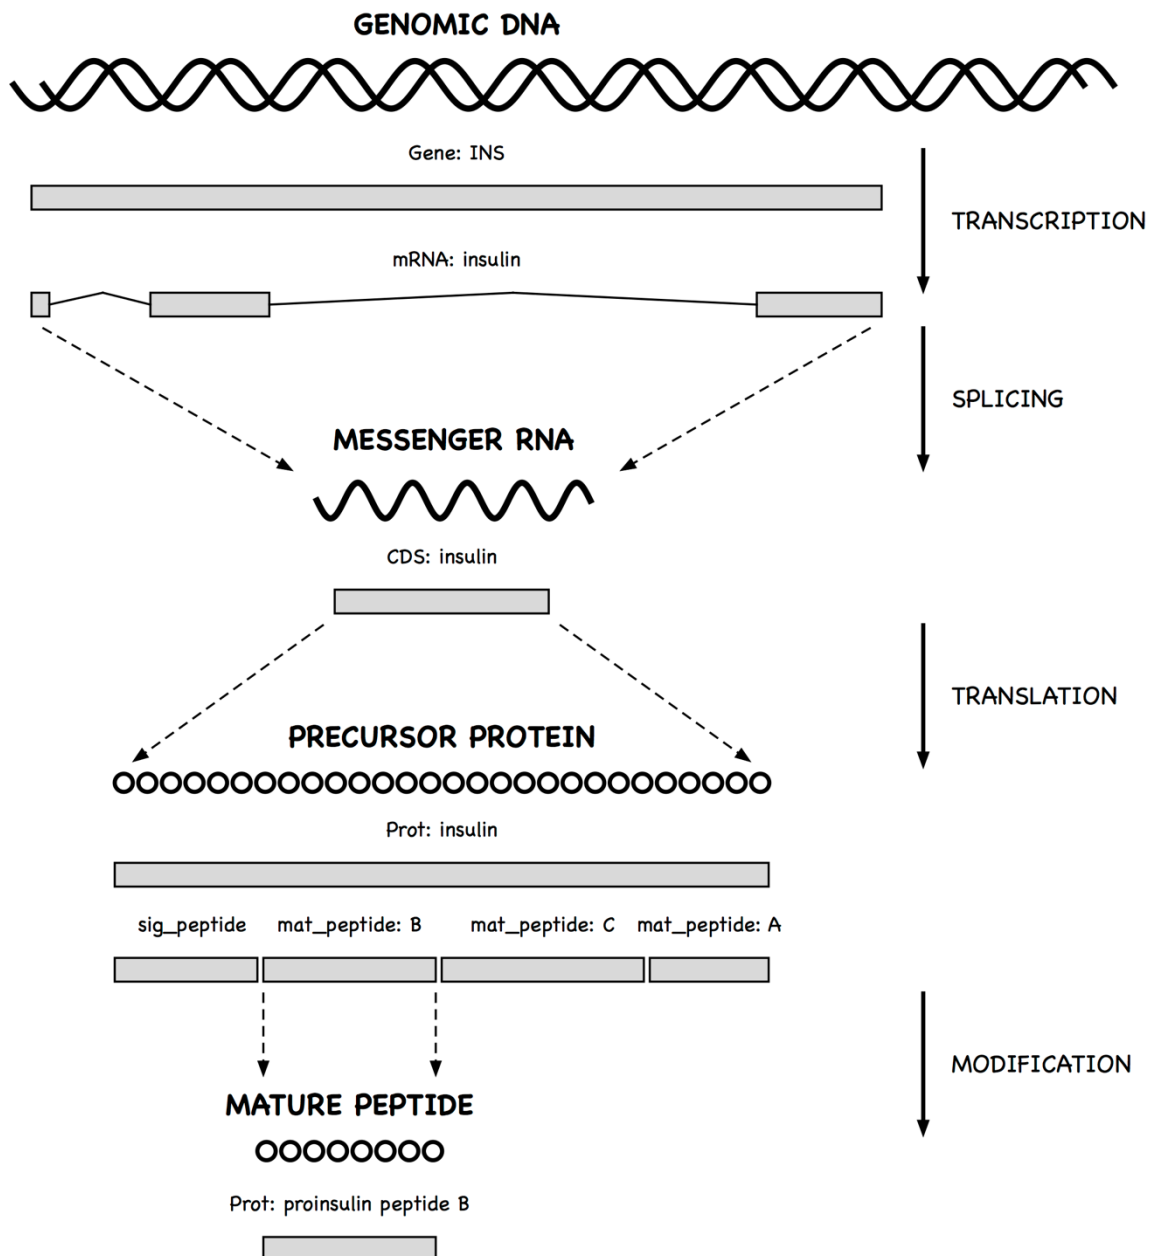 GENOMIC DNA
Gene: INS
TRANSCRIPTION
mRNA: insulin
SPLICING
MESSENGER RNA
CDS: insulin
TRANSLATION
PRECURSOR PROTEIN
Prot: insulin
sig_peptide mat_peptide: B mat_peptide: C mat_peptide: A
MODIFICATION
MATURE PEPTIDE
Prot: proinsulin peptide B